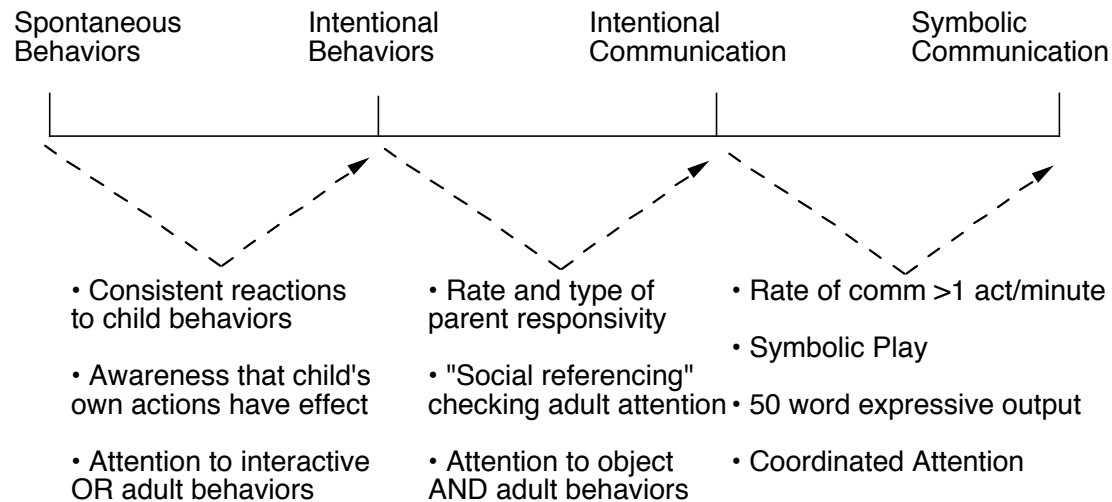 Spontaneous
Behaviors
Intentional
Behaviors
Intentional
Communication
Symbolic
Communication
• Consistent reactions
to child behaviors
• Awareness that child's
own actions have effect
• Attention to interactive
OR adult behaviors
• Rate and type of
parent responsivity
• "Social referencing"
checking adult attention
• Attention to object
AND adult behaviors
• Rate of comm >1 act/minute
• Symbolic Play
• 50 word expressive output
• Coordinated Attention